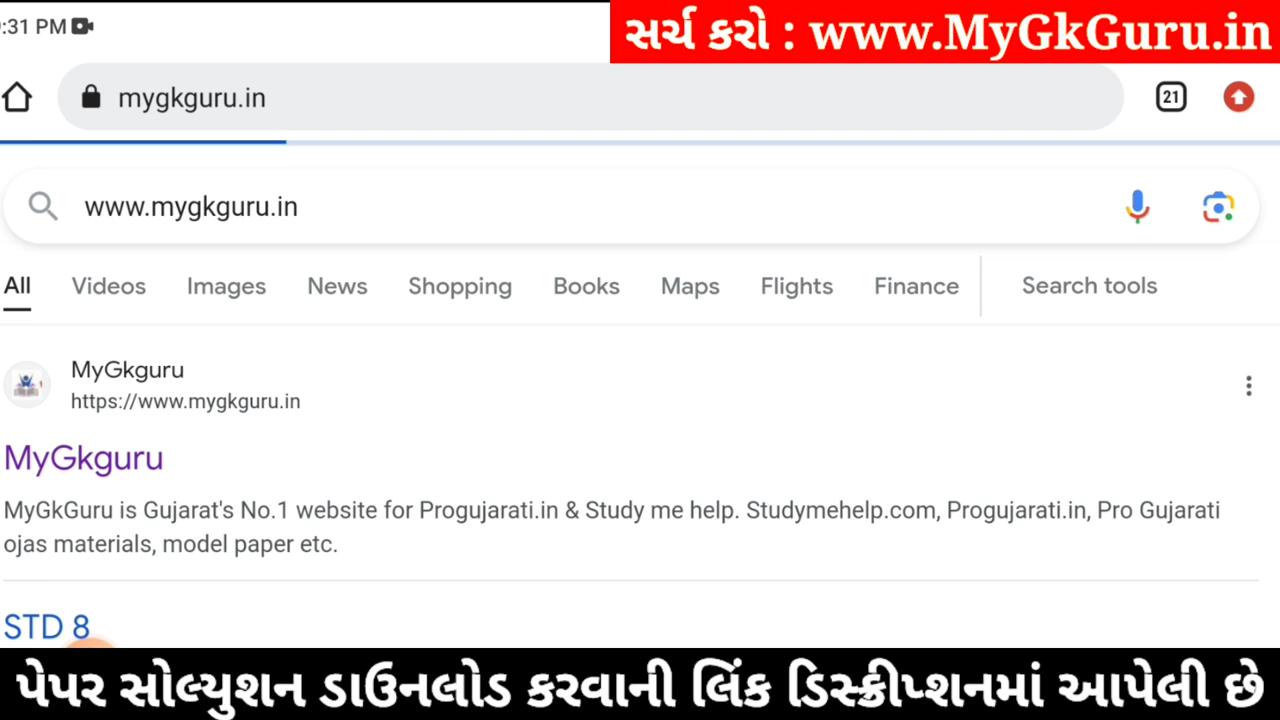 :31 PM
સર્ચ કરો : www.MyGkGuru.in
mygkguru.in
21
www.mygkguru.in
All Videos Images News Shopping Books Maps Flights Finance Search tools
MyGkguru
https://www.mygkguru.in
MyGkguru
MyGkGuru is Gujarat's No.1 website for Progujarati.in & Study me help. Studymehelp.com, Progujarati.in, Pro Gujarati
ojas materials, model paper etc.
STD 8
પેપર સોલ્યુશન ડાઉનલોડ કરવાની લિંક ડિસ્ક્રીપ્શનમાં આપેલી છે